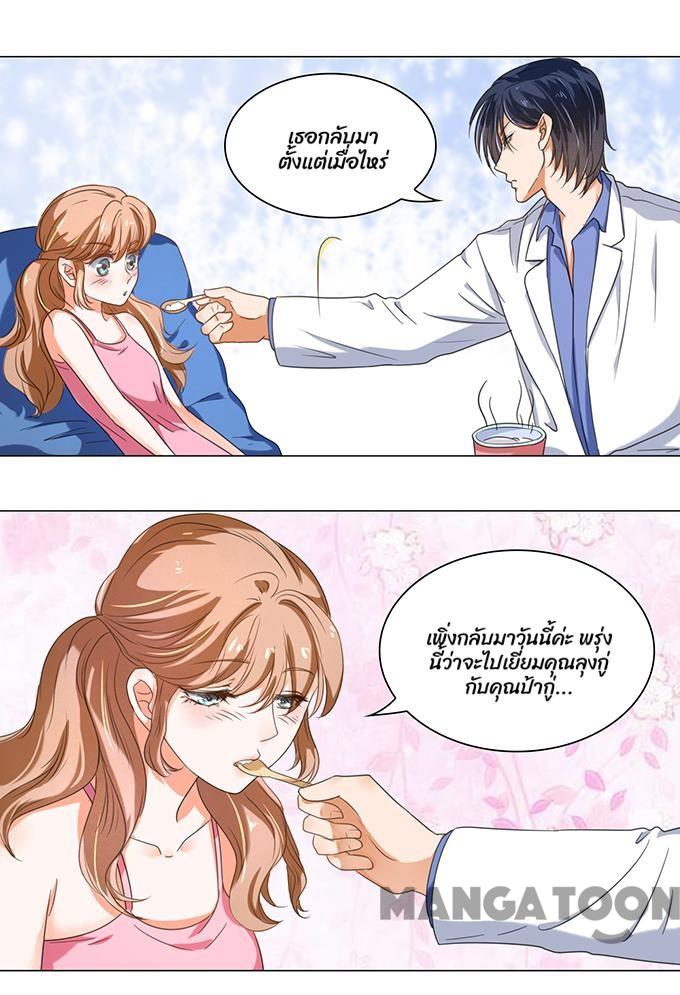 เธอกลับมา
ตั้งแต่เมื่อไหร่
เพิ่งกลับมาวันนี้ค่ะ พรุ่ง
นี้ว่าจะไปเยี่ยมคุณลุงกู่
กับคุณป้ากู่...
MANGATOON